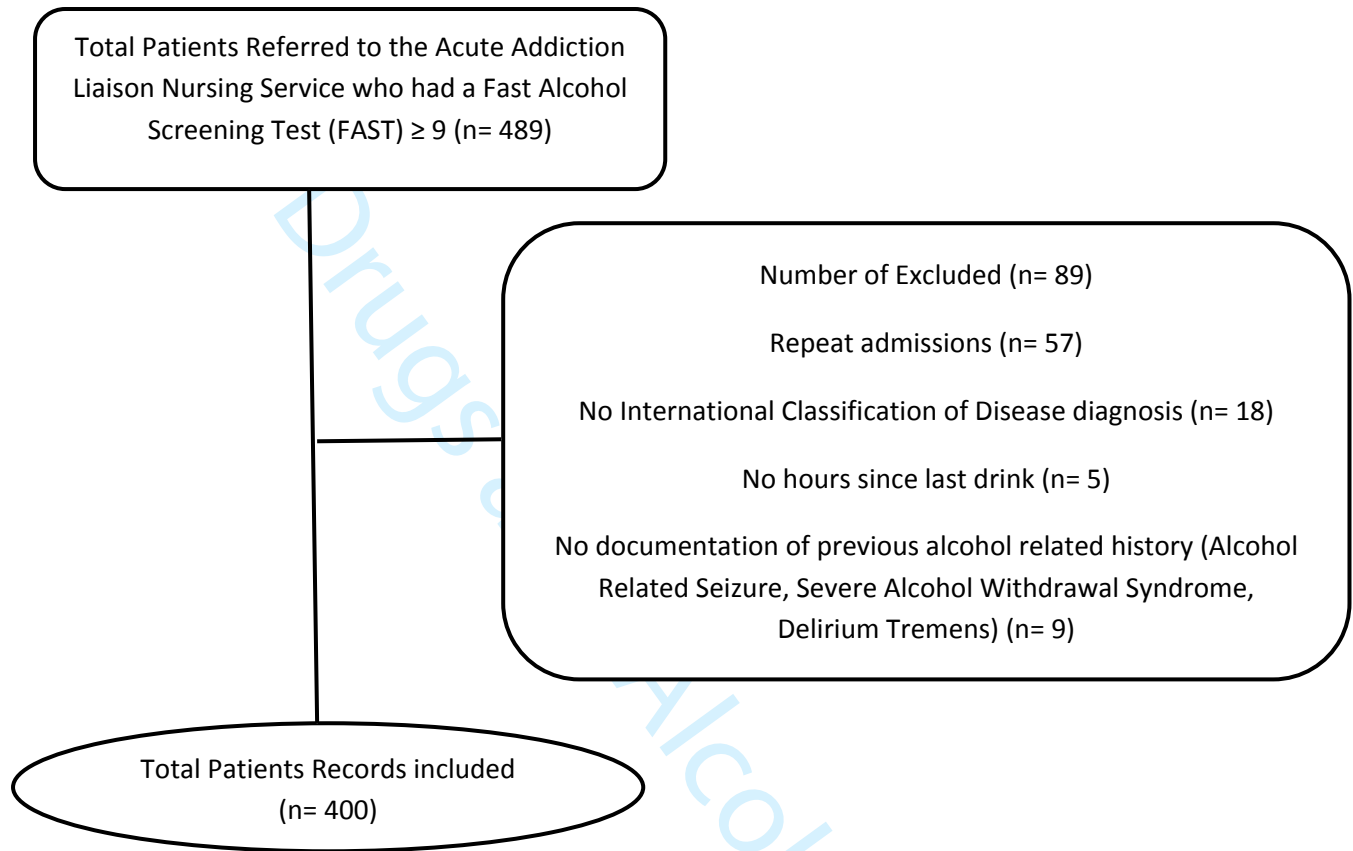 Total Patients Referred to the Acute Addiction
Liaison Nursing Service who had a Fast Alcohol
Screening Test (FAST) ≥ 9 (n= 489)
Number of Excluded (n= 89)
Repeat admissions (n= 57)
No International Classification of Disease diagnosis (n= 18)
No hours since last drink (n= 5)
No documentation of previous alcohol related history (Alcohol
Related Seizure, Severe Alcohol Withdrawal Syndrome,
Delirium Tremens) (n= 9)
Total Patients Records included
(n= 400)
Drugs